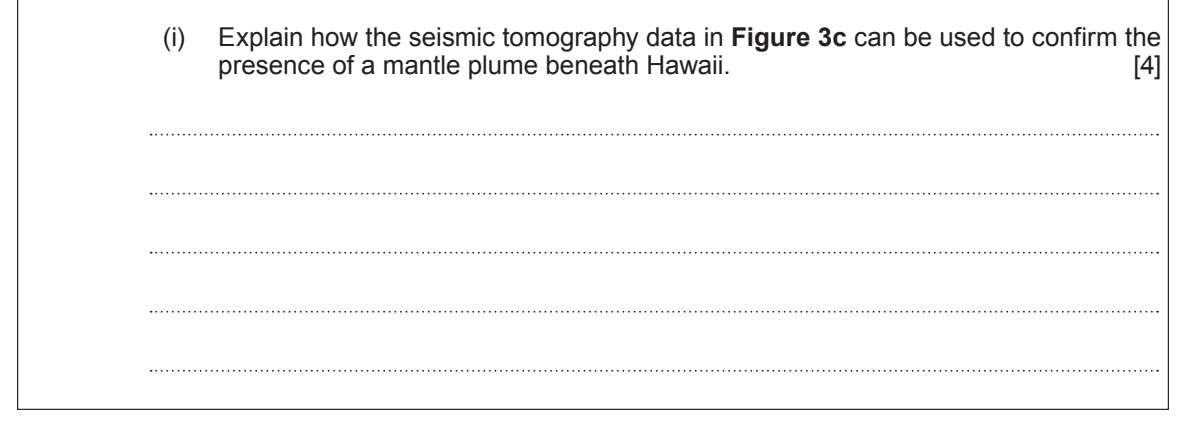 (i) Explain how the seismic tomography data in Figure 3c can be used to confirm the
presence of a mantle plume beneath Hawaii. [4]